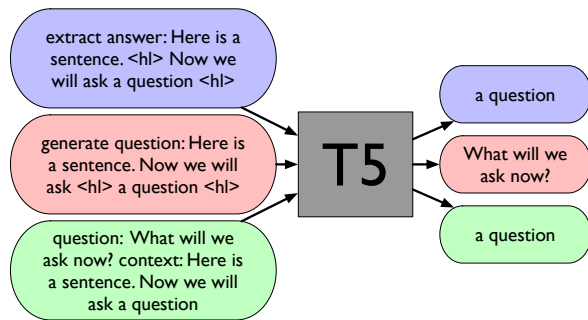 extract answer: Here is a
sentence. <hl> Now we
will ask a question <hl>
generate question: Here is
a sentence. Now we will
ask <hl> a question <hl>
question: What will we
ask now? context: Here is
a sentence. Now we will
ask a question
T5
a question
What will we
ask now?
a question